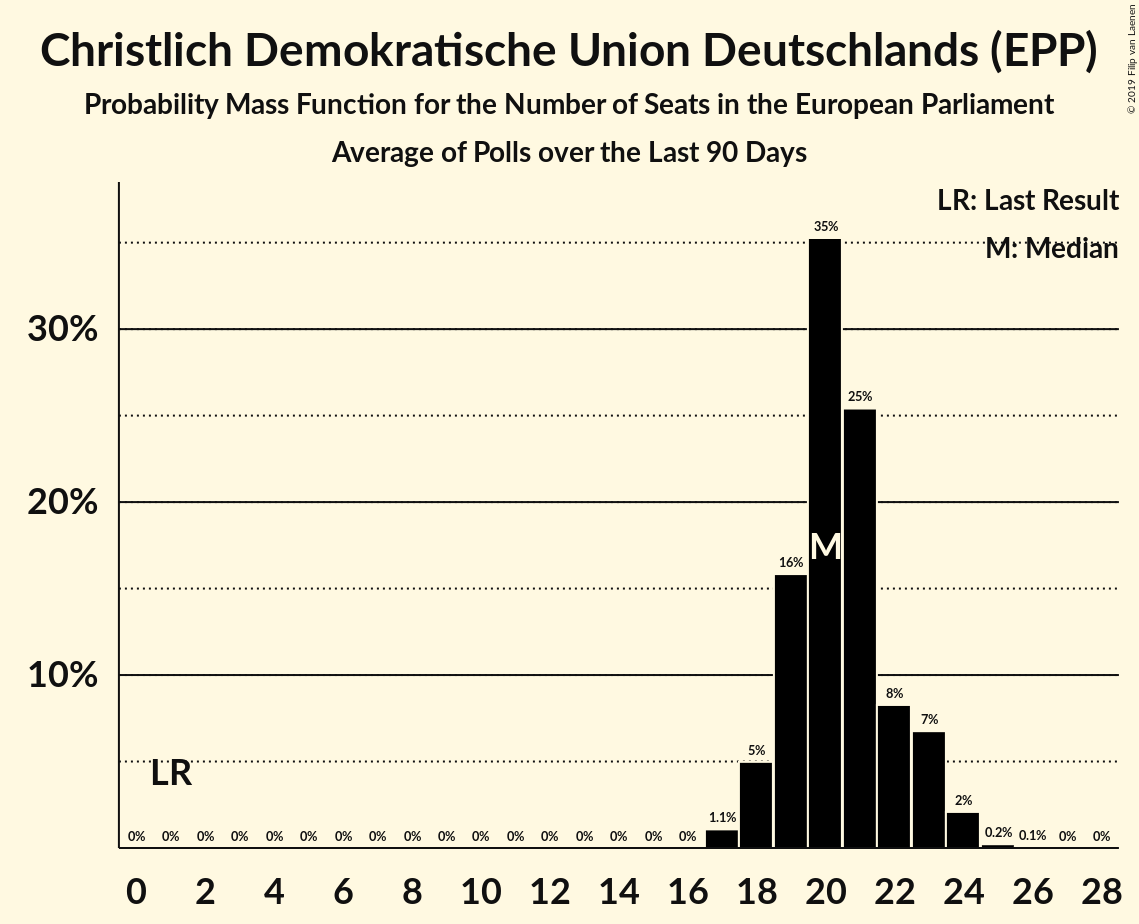 Christlich Demokratische Union Deutschlands (EPP)
Probability Mass Function for the Number of Seats in the European Parliament
Average of Polls over the Last 90 Days
© 2019 Filip van Laenen
LR: Last Result
M: Median
35%
30%
25%
20%
M
16%
10%
8%
7%
5%
LR
2%
1.1%
0% 0% 0% 0% 0% 0% 0% 0% 0% 0% 0% 0% 0% 0% 0% 0% 0% 0.2% 0.1% 0% 0%
0 2 4 6 8 10 12 14 16 18 20 22 24 26 28